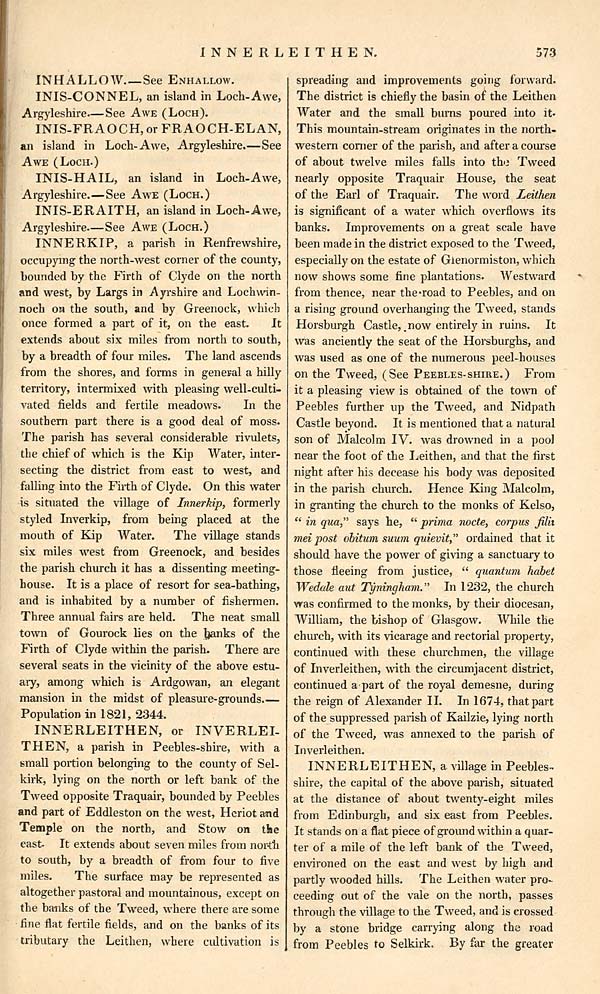 INNERLEITHEN. 573
INHALLOW.—See Enhallow.
INIS-CONNEL, an island in Loch-Awe,
Argyleshire.—See Awe (Loch).
INIS-FRAOCH, or FRAOCH-ELAN,
an island in Loch-Awe, Argyleshire.—See
Awe (Loch.)
INIS-HAIL, an island in Loch-Awe,
Argyleshire.—See Awe (Loch.)
INIS-ERAITH, an island in Loch-Awe,
Argyleshire.—See Awe (Loch.)
INNERKIP, a parish in Renfrewshire,
occupying the north-west corner of the county,
bounded by the Firth of Clyde on the north
and west, by Largs in Ayrshire and Lochwin-
noch on the south, and by Greenock, which
once formed a part of it, on the east. It
extends about six miles from north to south,
by a breadth of four miles. The land ascends
from the shores, and forms in general a hilly
territory, intermixed with pleasing well-culti-
vated fields and fertile meadows. In the
southern part there is a good deal of moss.
The parish has several considerable rivulets,
the chief of which is the Kip Water, inter-
secting the district from east to west, and
falling into the Firth of Clyde. On this water
is situated the village of Innerkip, formerly
styled Inverkip, from being placed at the
mouth of Kip Water. The village stands
six miles west from Greenock, and besides
the parish church it has a dissenting meeting-
house. It is a place of resort for sea-bathing,
and is inhabited by a number of fishermen.
Three annual fairs are held. The neat small
town of Gourock lies on the banks of the
Firth of Clyde within the parish. There are
several seats in the vicinity of the above estu-
ary, among which is Ardgowan, an elegant
mansion in the midst of pleasure-grounds.—
Population in 1821, 2344.
INNERLEITHEN, or INVERLEI-
THEN, a parish in Peebles-shire, with a
small portion belonging to the county of Sel-
kirk, lying on the north or left bank of the
Tweed opposite Traquair, bounded by Peebles
and part of Eddleston on the west, Heriot and
Temple on the north, and Stow on the
east. It extends about seven miles from north
to south, by a breadth of from four to five
miles. The surface may be represented as
altogether pastoral and mountainous, except on
the banks of the Tweed, where there are some
fine flat fertile fields, and on the banks of its
tributary the Leithen, where cultivation is
spreading and improvements going forward.
The district is chiefly the basin of the Leithen
Water and the small burns poured into it.
This mountain-stream originates in the north-
western corner of the parish, and after a course
of about twelve miles falls into the Tweed
nearly opposite Traquair House, the seat
of the Earl of Traquair. The word Leithen
is significant of a water which overflows its
banks. Improvements on a great scale have
been made in the district exposed to the Tweed,
especially on the estate of Glenormiston, which
now shows some fine plantations. Westward
from thence, near the road to Peebles, and on
a rising ground overhanging the Tweed, stands
Horsburgh Castle, now entirely in ruins. It
was anciently the seat of the Horsburghs, and
was used as one of the numerous peel-houses
on the Tweed, (See Peebles-shire.) From
it a pleasing view is obtained of the town of
Peebles further up the Tweed, and Nidpath
Castle beyond. It is mentioned that a natural
son of Malcolm IV. was drowned in a pool
near the foot of the Leithen, and that the first
night after his decease his body was deposited
in the parish church. Hence King Malcolm,
in granting the church to the monks of Kelso,
“ in qua,” says he, “ prima nocte, corpus filii
mei post obitum suum quievit,” ordained that it
should have the power of giving a sanctuary to
those fleeing from justice, “ quantum habet
Wedale aut Tyningham.” In 1232, the church
was confirmed to the monks, by their diocesan,
William, the bishop of Glasgow. While the
church, with its vicarage and rectorial property,
continued with these churchmen, the village
of Inverleithen, with the circumjacent district,
continued a part of the royal demesne, during
the reign of Alexander II. In 1674, that part
of the suppressed parish of Kailzie, lying north
of the Tweed, was annexed to the parish of
Inverleithen.
INNERLEITHEN, a village in Peebles-
shire, the capital of the above parish, situated
at the distance of about twenty-eight miles
from Edinburgh, and six east from Peebles.
It stands on a flat piece of ground within a quar-
ter of a mile of the left bank of the Tweed,
environed on the east and west by high and
partly wooded hills. The Leithen water pro-
ceeding out of the vale on the north, passes
through the village to the Tweed, and is crossed
by a stone bridge carrying along the road
from Peebles to Selkirk. By far the greater